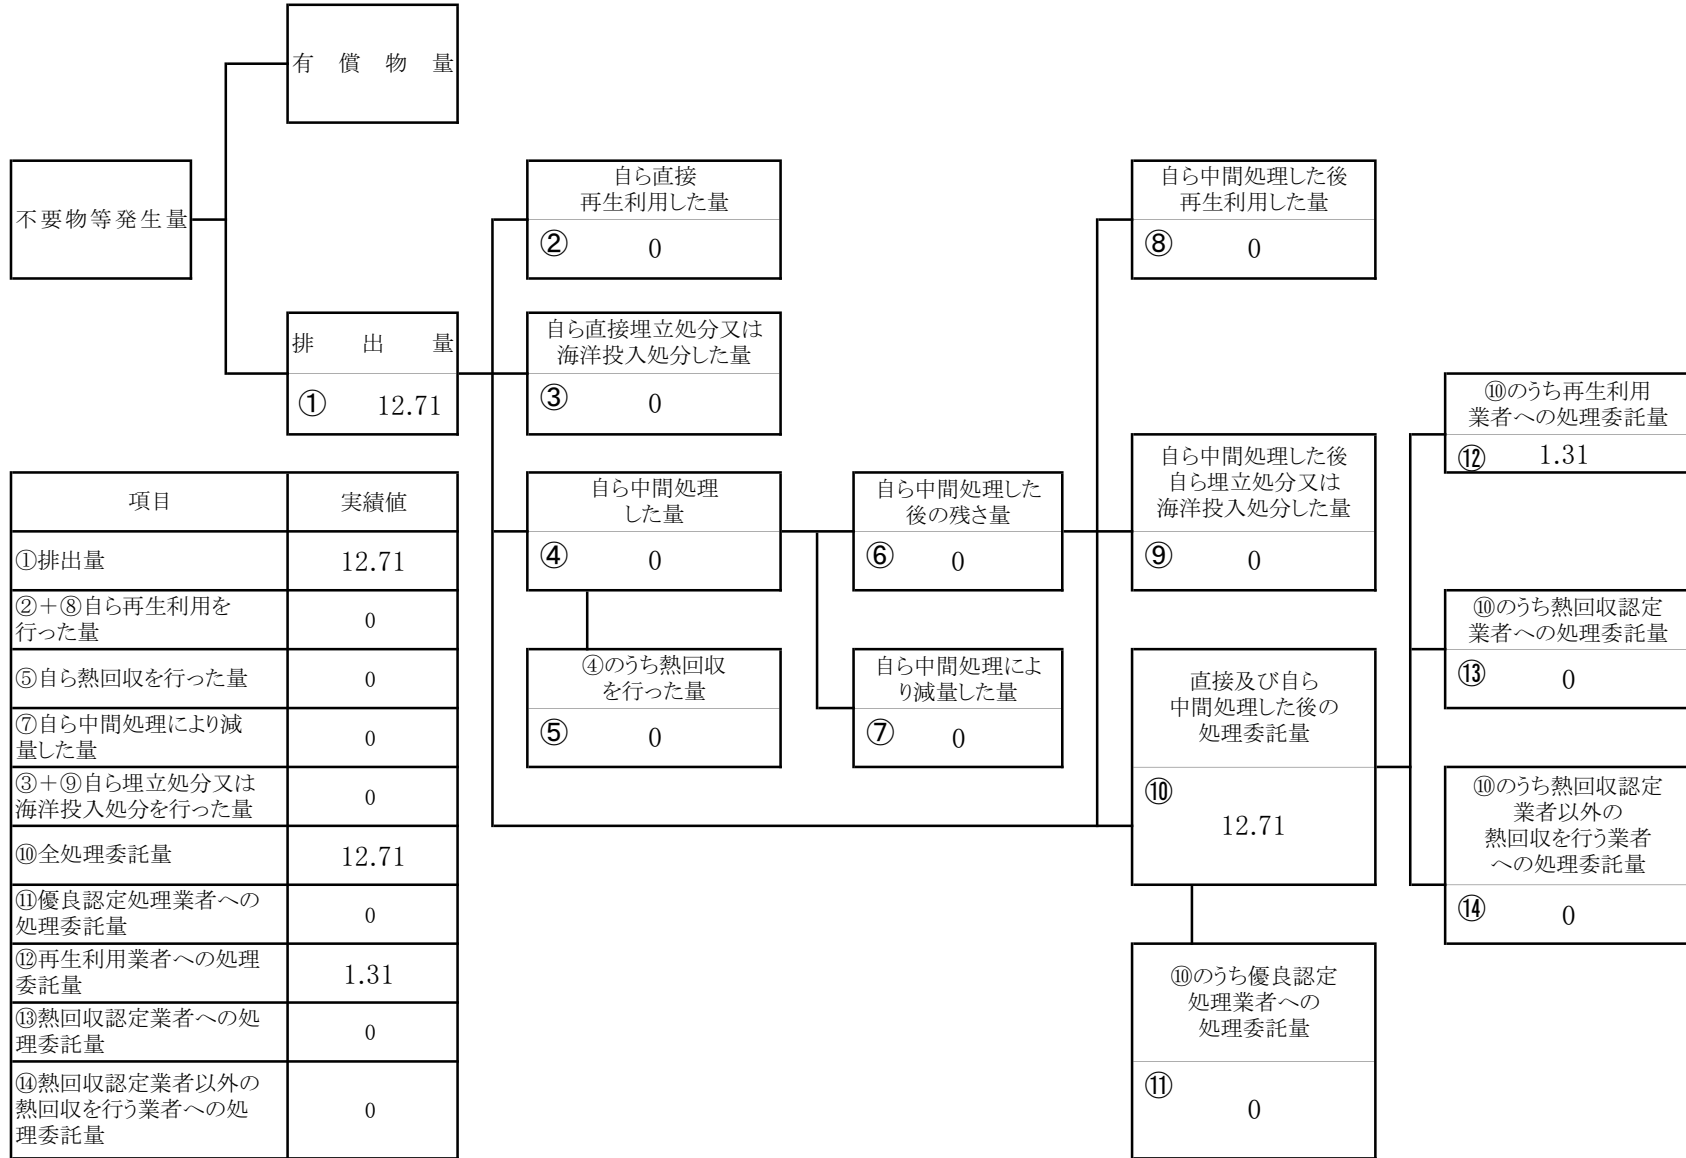 有償物量
不要物等発生量
排出量
① 12.71
自ら直接
再生利用した量
② 0
自ら直接埋立処分又は
海洋投入処分した量
③ 0
自ら中間処理
した量
④ 0
④のうち熱回収
を行った量
⑤ 0
自ら中間処理した
後の残さ量
⑥ 0
自ら中間処理によ
り減量した量
⑦ 0
自ら中間処理した後
再生利用した量
⑧ 0
自ら中間処理した後
自ら埋立処分又は
海洋投入処分した量
⑨ 0
直接及び自ら
中間処理した後の
処理委託量
⑩
12.71
⑩のうち優良認定
処理業者への
処理委託量
⑪
0
⑩のうち再生利用
業者への処理委託量
⑫ 1.31
⑩のうち熱回収認定
業者への処理委託量
⑬ 0
⑩のうち熱回収認定
業者以外の
熱回収を行う業者
への処理委託量
⑭ 0
項目 実績値
①排出量 12.71
②+⑧自ら再生利用を
行った量 0
⑤自ら熱回収を行った量 0
⑦自ら中間処理により減
量した量 0
③+⑨自ら埋立処分又は
海洋投入処分を行った量 0
⑩全処理委託量 12.71
⑪優良認定処理業者への
処理委託量 0
⑫再生利用業者への処理
委託量 1.31
⑬熱回収認定業者への処
理委託量 0
⑭熱回収認定業者以外の
熱回収を行う業者への処 0
理委託量